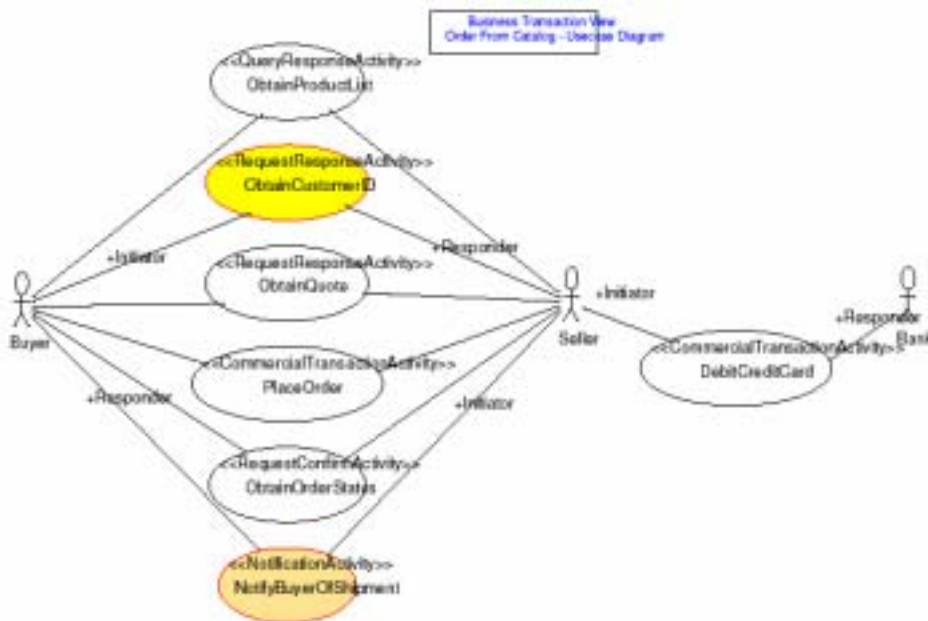 Business Transaction View
Order From Catalog - Usecase Diagram
<<QueryResponseActivity>>
ObtainProductList
<<RequestResponseActivity>>
ObtainCustomerID
+Initiator
+Responder
<<RequestResponseActivity>>
ObtainQuote
+Initiator
+Responder
Buyer
Seller
Bank
<<CommercialTransactionActivity>>
DebitCreditCard
<<CommercialTransactionActivity>>
PlaceOrder
+Responder
+Initiator
<<RequestConfirmActivity>>
ObtainOrderStatus
<<NotificationActivity>>
NotifyBuyerOfShipment